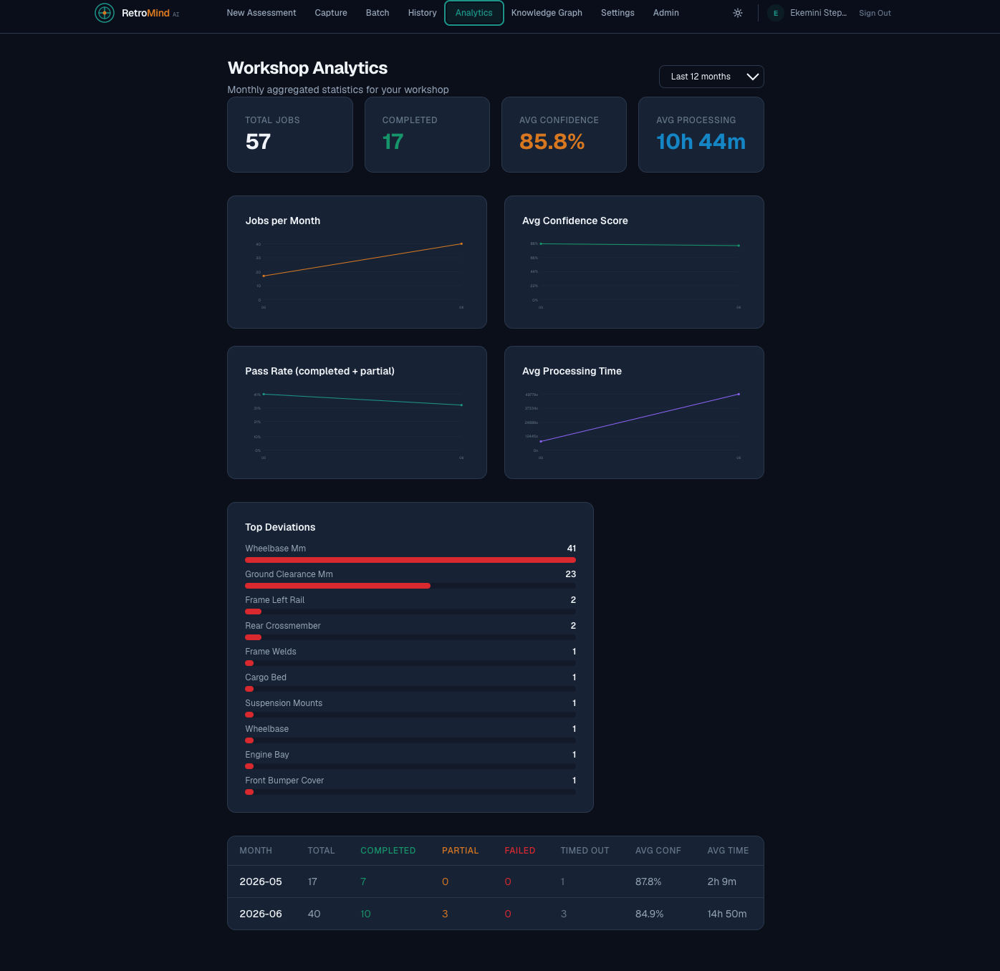 RetroMind AI
New Assessment
Capture
Batch
History
Analytics
Knowledge Graph
Settings
Admin
E
Ekemini Step...
Sign Out
Workshop Analytics
Monthly aggregated statistics for your workshop
Last 12 months
TOTAL JOBS
57
COMPLETED
17
AVG CONFIDENCE
85.8%
AVG PROCESSING
10h 44m
Jobs per Month
40
30
20
10
0
05
06
Avg Confidence Score
88%
66%
44%
22%
0%
05
06
Pass Rate (completed + partial)
41%
31%
21%
10%
0%
05
06
Avg Processing Time
12445s
0s
05
06
Top Deviations
Wheelbase Mm 41
Ground Clearance Mm 23
Frame Left Rail 2
Rear Crossmember 2
Frame Welds 1
Cargo Bed 1
Suspension Mounts 1
Wheelbase 1
Engine Bay 1
Front Bumper Cover 1
MONTH TOTAL COMPLETED PARTIAL FAILED TIMED OUT AVG CONF AVG TIME
2026-05 17 7 0 0 1 87.8% 2h 9m
2026-06 40 10 3 0 3 84.9% 14h 50m